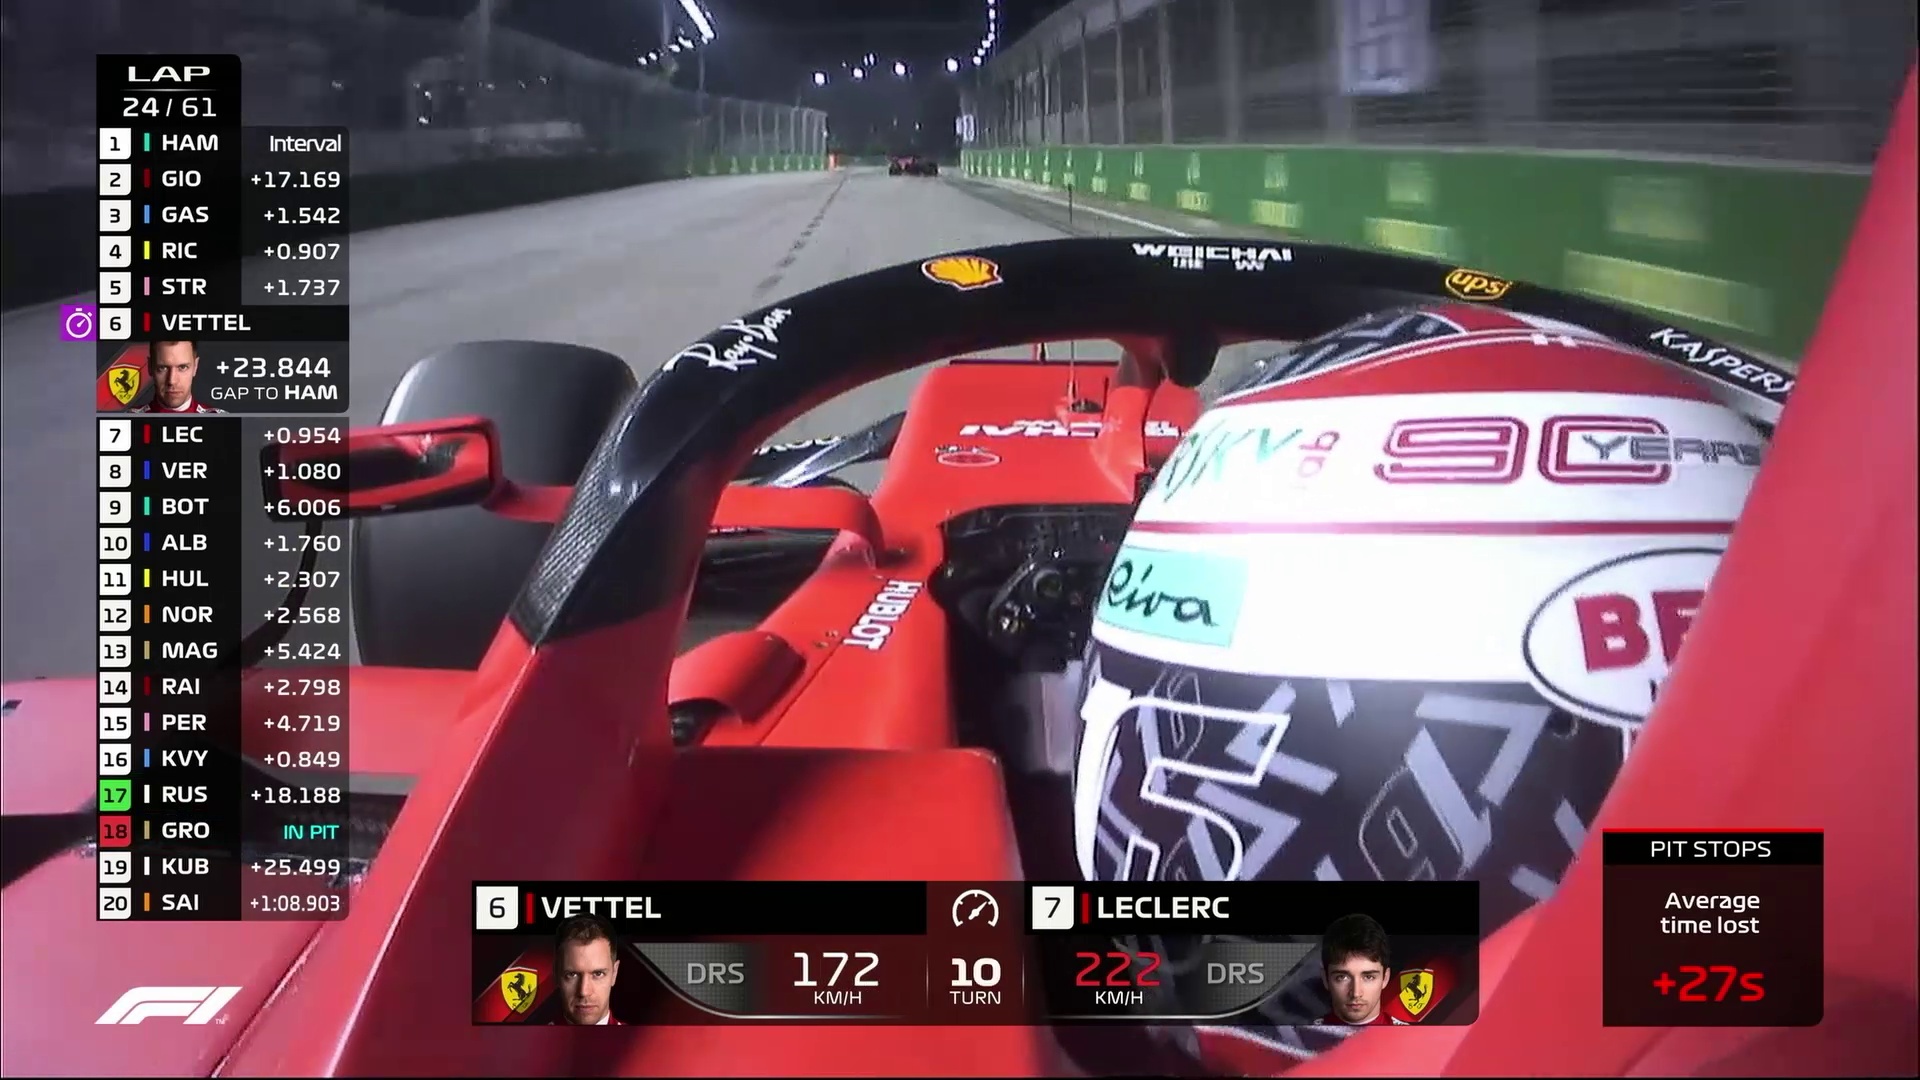 LAP
24 / 61
1 HAM Interval
2 GIO +17.169
3 GAS +1.542
4 RIC +0.907
5 STR +1.737
6 VETTEL
+23.844
GAP TO HAM
7 LEC +0.954
8 VER +1.080
9 BOT +6.006
10 ALB +1.760
11 HUL +2.307
12 NOR +2.568
13 MAG +5.424
14 RAI +2.798
15 PER +4.719
16 KVY +0.849
17 RUS +18.188
18 GRO IN PIT
19 KUB +25.499
20 SAI +1:08.903
F1
WEICHAI
ups
KASPERS
Ray-Ban
90
YEARS
Riva
HUBLOT
6 VETTEL
DRS 172
KM/H
10
TURN
7 LECLERC
222 DRS
KM/H
PIT STOPS
Average
time lost
+27s